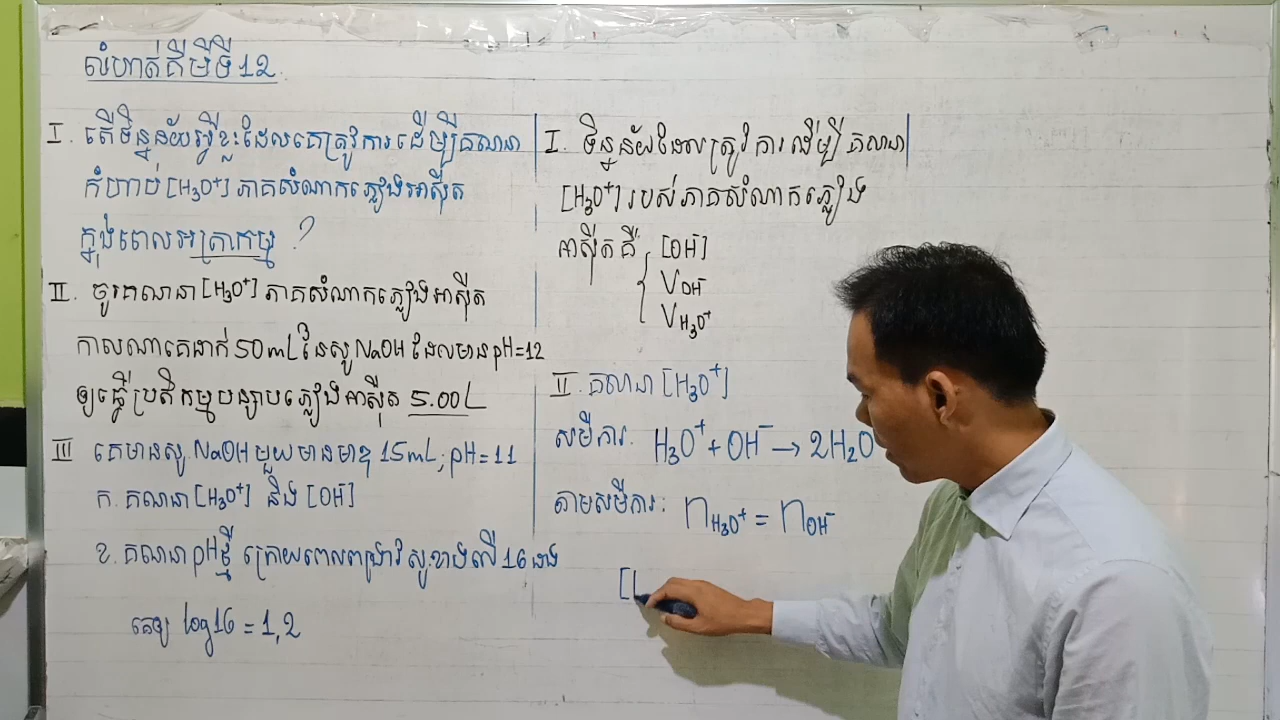 លំហាត់គីមីទី12
I. តើទិន្នន័យអ្វីខ្លះដែលគេត្រូវការដើម្បីគណនា
កំហាប់ [H₃O⁺] ភាគសំណាកភ្លៀងអាស៊ីត
ក្នុងពេលអត្រាកម្ម ?
II. ចូរគណនា [H₃O⁺] ភាគសំណាកភ្លៀងអាស៊ីត
កាលណាគេដាក់ 50mL នៃសូ NaOH ដែលមាន pH=12
ឲ្យធ្វើប្រតិកម្មបន្សាបភ្លៀងអាស៊ីត 5.00L
III គេមានសូ. NaOH មួយមានមាឌ 15mL; pH=11
ក. គណនា [H₃O⁺] និង [OH⁻]
ខ. គណនា pH ថ្មី ក្រោយពេលពង្រាវសូ.ខាងលើ 16 ដង
គេឲ្យ log16 = 1,2
I. ទិន្នន័យដែលត្រូវការដើម្បីគណនា
[H₃O⁺] របស់ភាគសំណាកភ្លៀង
អាស៊ីតគឺ { [OH⁻]
V OH⁻
V H₃O⁺
II. គណនា [H₃O⁺]
សមីការ: H₃O⁺ + OH⁻ → 2H₂O
តាមសមីការ: n H₃O⁺ = n OH⁻
[